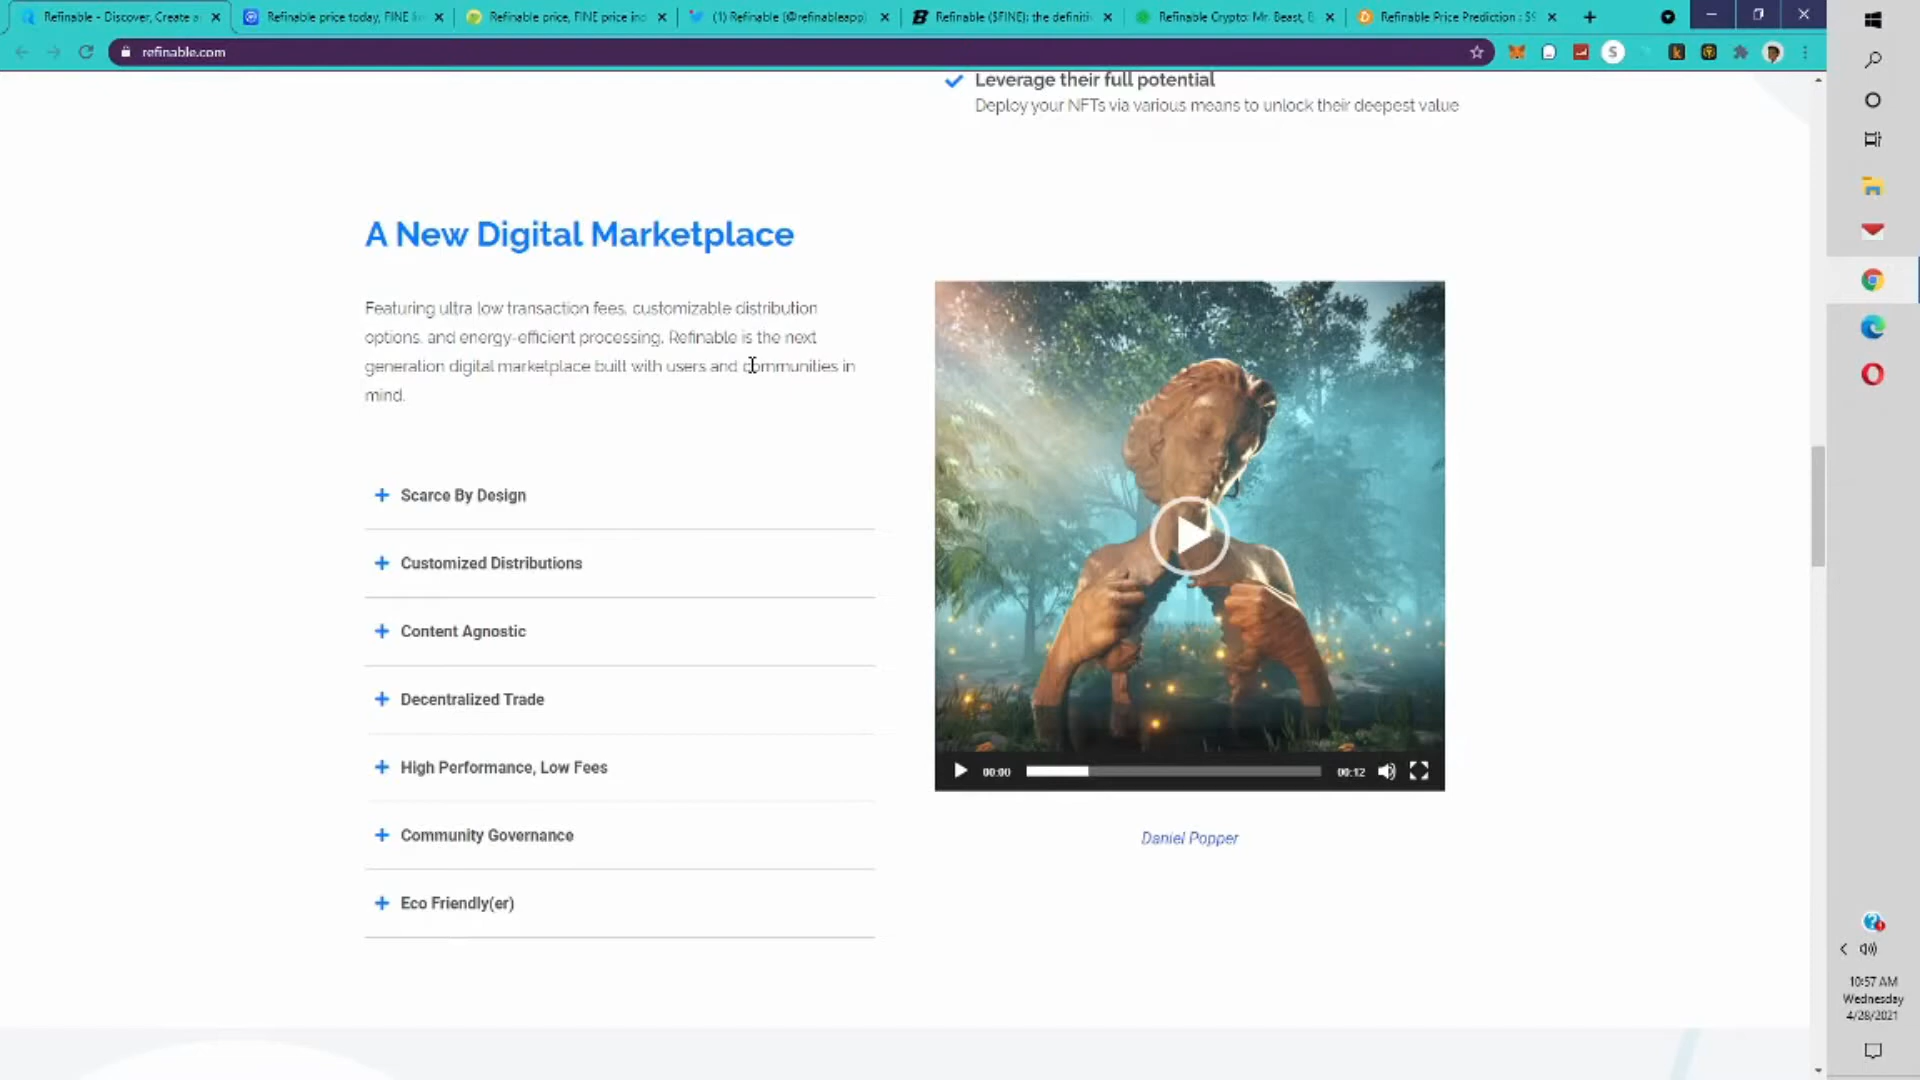 Refinable - Discover, Create a
Refinable price today, FINE
Refinable price, FINE price
(1) Refinable (@refinableapp)
Refinable ($FINE): the definit
Refinable Crypto: Mr. Beast,
Refinable Price Prediction :
refinable.com
S
Leverage their full potential
Deploy your NFTs via various means to unlock their deepest value
A New Digital Marketplace
Featuring ultra low transaction fees, customizable distribution
options, and energy-efficient processing, Refinable is the next
generation digital marketplace built with users and communities in
mind.
Scarce By Design
Customized Distributions
Content Agnostic
Decentralized Trade
High Performance, Low Fees
Community Governance
Eco Friendly(er)
00:00
00:12
Daniel Popper
10:57 AM
Wednesday
4/28/2021